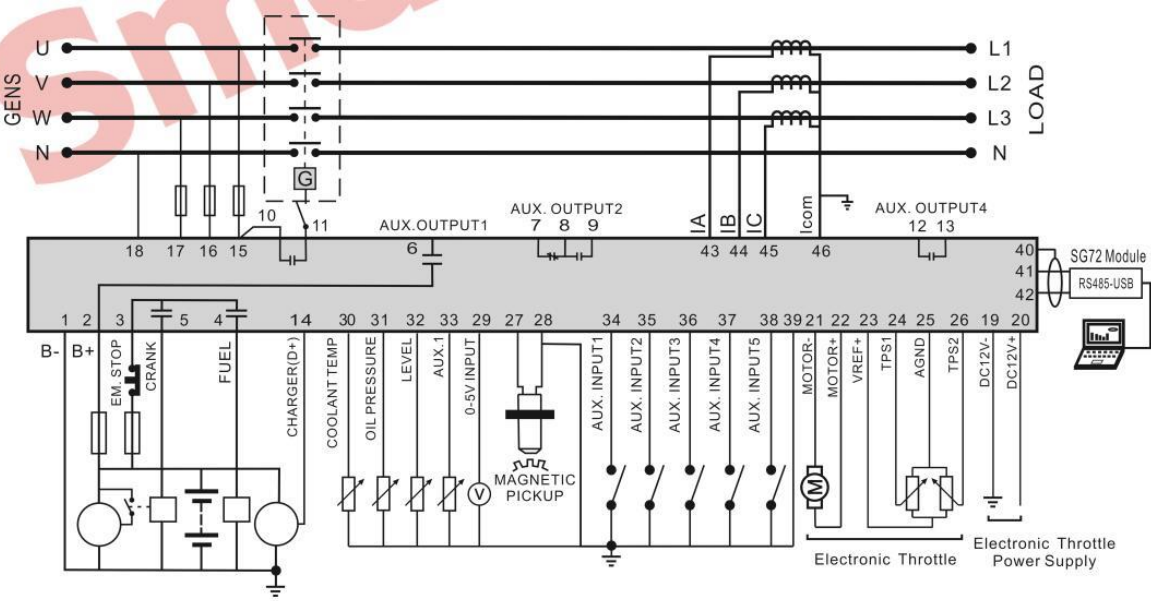 Sm
U
L1
GENS
V
L2
LOAD
W
L3
N
N
G
IA
IB
IC
Icom
10
11
AUX.OUTPUT1
AUX. OUTPUT2
7 8 9
AUX. OUTPUT4
12 13
18 17 16 15
6
43 44 45 46
40
41
42
SG72 Module
RS485-USB
1 2 3 5 4 14 30 31 32 33 29 27 28 34 35 36 37 38 39 21 22 23 24 25 26 19 20
B-
B+
EM. STOP
CRANK
FUEL
CHARGER(D+)
COOLANT TEMP
OIL PRESSURE
LEVEL
AUX.1
0-5V INPUT
AUX. INPUT1
AUX. INPUT2
AUX. INPUT3
AUX. INPUT4
AUX. INPUT5
MOTOR-
MOTOR+
VREF+
TPS1
AGND
TPS2
DC12V-
DC12V+
V
MAGNETIC
PICKUP
M
Electronic Throttle
Electronic Throttle
Power Supply